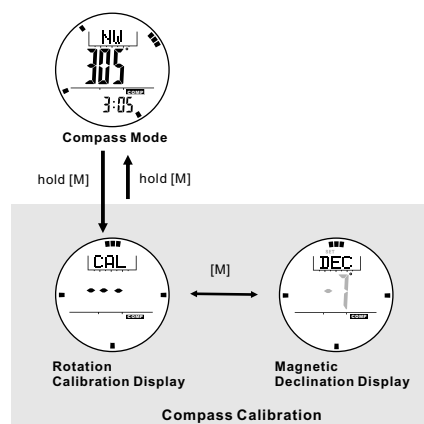 NW
305°
COMP
3:05
Compass Mode
hold [M]
hold [M]
CAL
---
COMP
[M]
SET
DEC
-7°
COMP
Rotation
Calibration Display
Magnetic
Declination Display
Compass Calibration